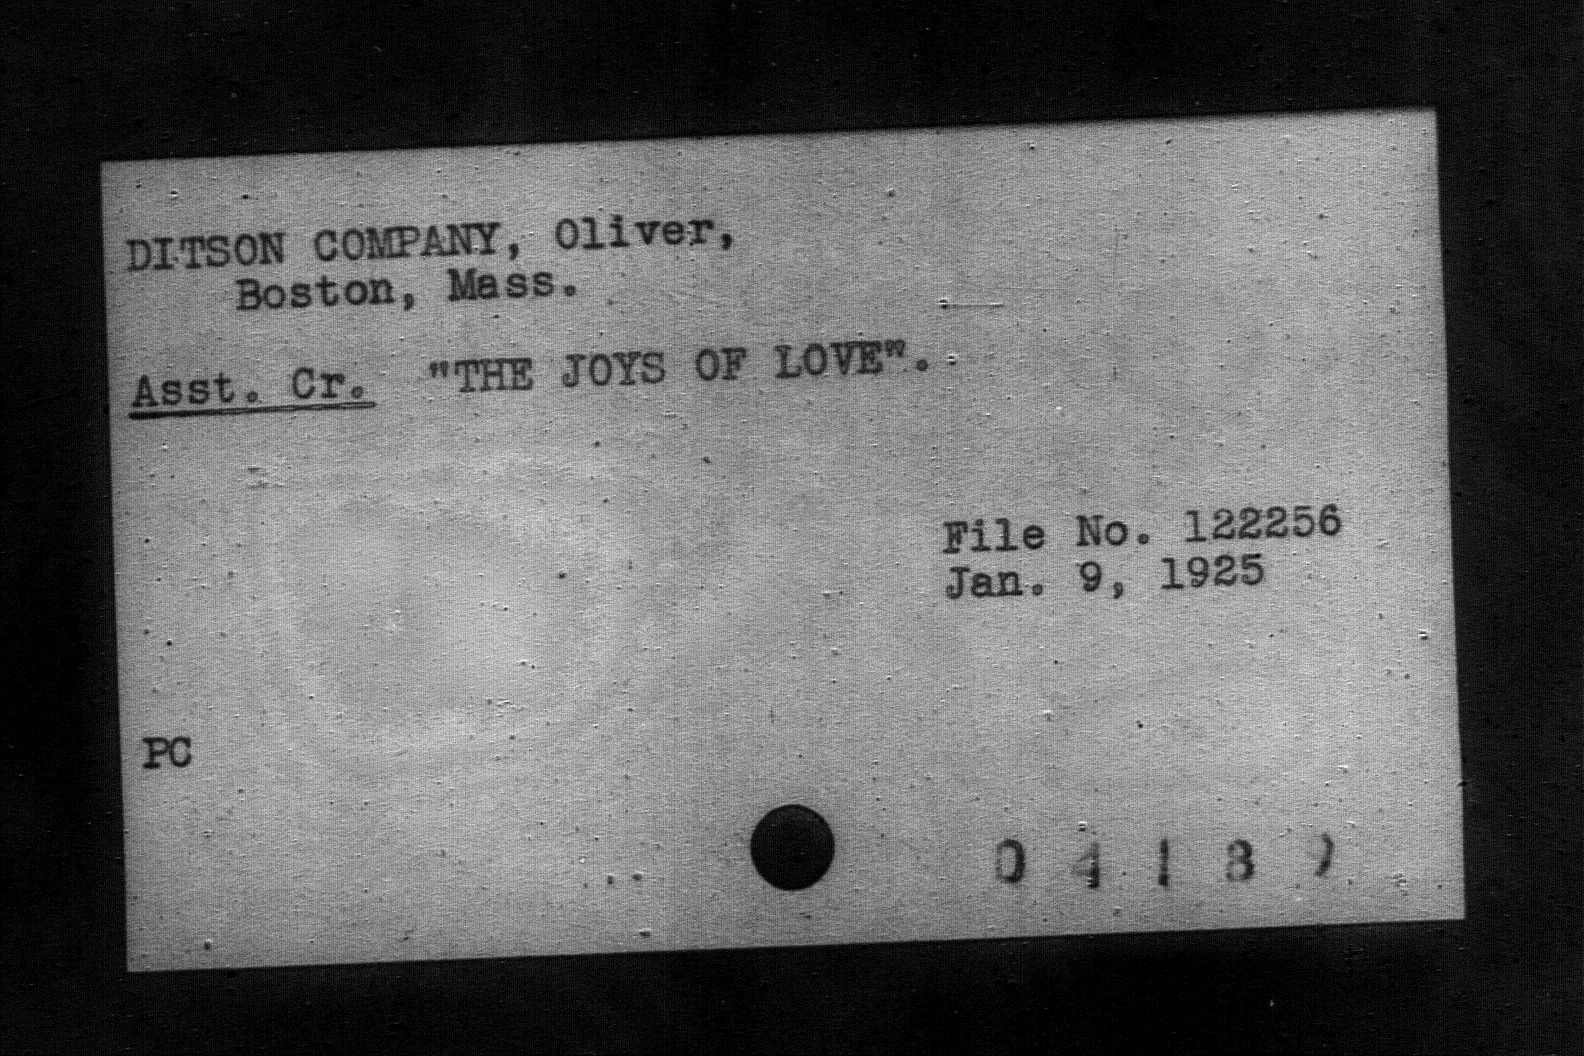 DITSON COMPANY, Oliver,
Boston, Mass.
Asst. Cr. "THE JOYS OF LOVE".
File No. 122256
Jan. 9, 1925
PC